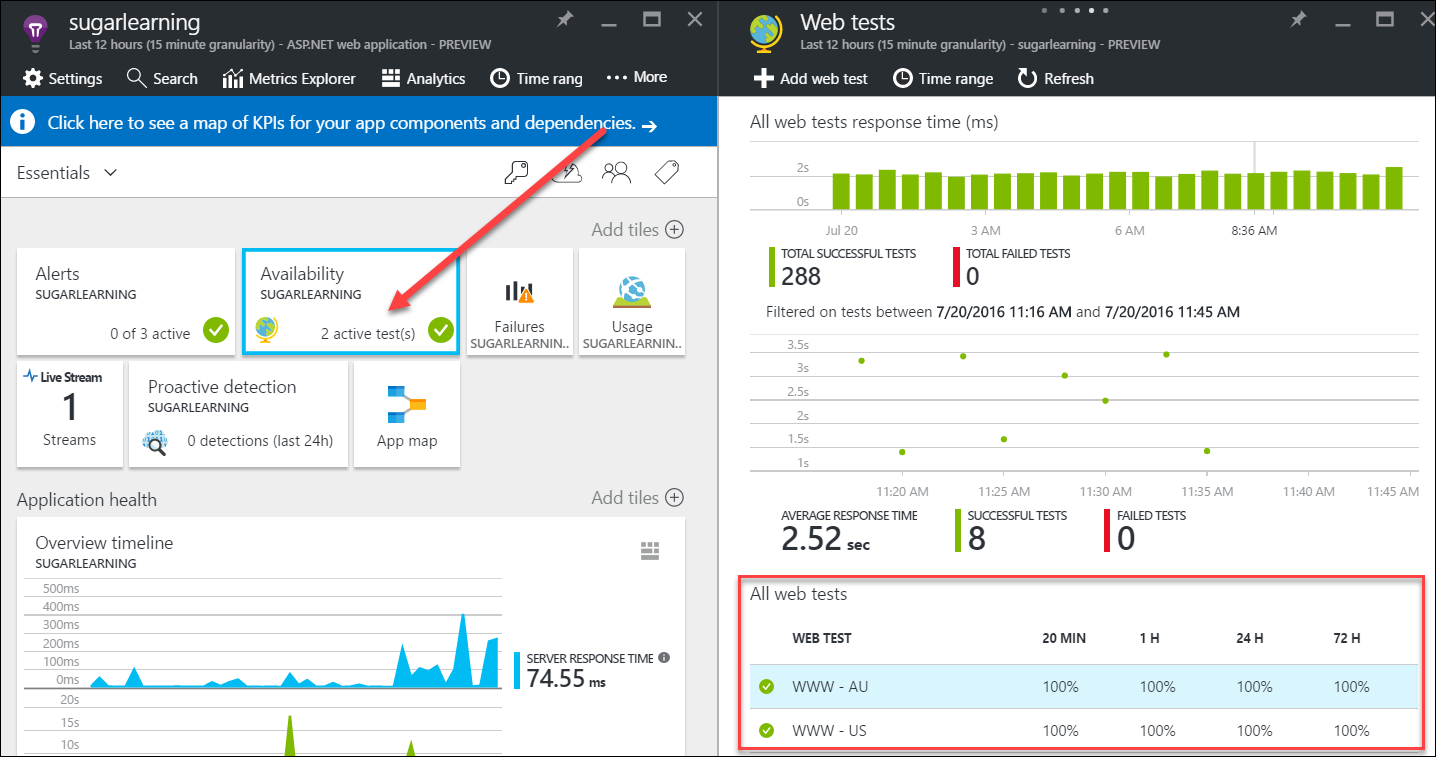 sugarlearning
Last 12 hours (15 minute granularity) - ASP.NET web application - PREVIEW
Settings Search Metrics Explorer Analytics Time rang ••• More
Click here to see a map of KPIs for your app components and dependencies. →
Essentials
Add tiles
Alerts
SUGARLEARNING
0 of 3 active
Availability
SUGARLEARNING
2 active test(s)
Failures
SUGARLEARNIN..
Usage
SUGARLEARNIN..
Live Stream
1
Streams
Proactive detection
SUGARLEARNING
0 detections (last 24h)
App map
Application health
Add tiles
Overview timeline
SUGARLEARNING
500ms
400ms
300ms
200ms
100ms
0ms
SERVER RESPONSE TIME
74.55 ms
20s
15s
10s
Web tests
Last 12 hours (15 minute granularity) - sugarlearning - PREVIEW
Add web test Time range Refresh
All web tests response time (ms)
2s
0s
Jul 20 3 AM 6 AM 8:36 AM
TOTAL SUCCESSFUL TESTS
288
TOTAL FAILED TESTS
0
Filtered on tests between 7/20/2016 11:16 AM and 7/20/2016 11:45 AM
3.5s
3s
2.5s
2s
1.5s
1s
11:20 AM 11:25 AM 11:30 AM 11:35 AM 11:40 AM 11:45 AM
AVERAGE RESPONSE TIME
2.52 sec
SUCCESSFUL TESTS
8
FAILED TESTS
0
All web tests
WEB TEST 20 MIN 1 H 24 H 72 H
WWW - AU 100% 100% 100% 100%
WWW - US 100% 100% 100% 100%